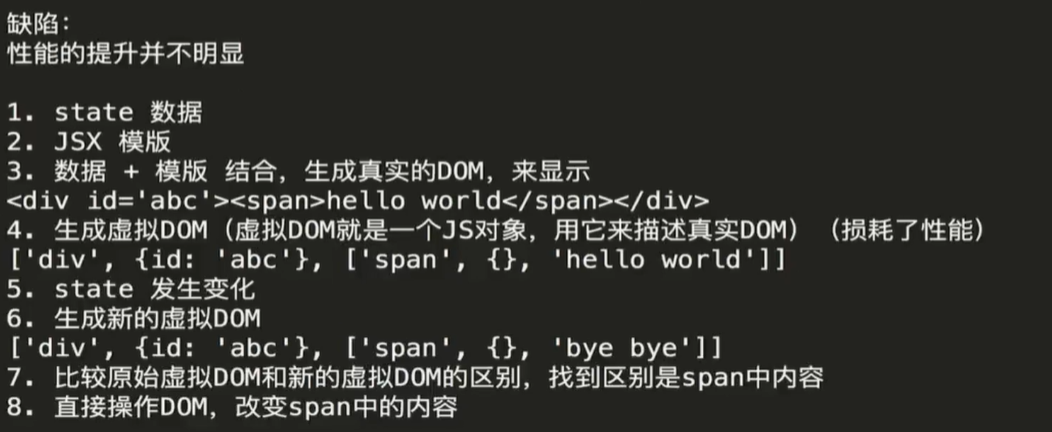 缺陷：
性能的提升并不明显
1. state 数据
2. JSX 模版
3. 数据 + 模版 结合，生成真实的DOM，来显示
<div id='abc'><span>hello world</span></div>
4. 生成虚拟DOM（虚拟DOM就是一个JS对象，用它来描述真实DOM）（损耗了性能）
['div', {id: 'abc'}, ['span', {}, 'hello world']]
5. state 发生变化
6. 生成新的虚拟DOM
['div', {id: 'abc'}, ['span', {}, 'bye bye']]
7. 比较原始虚拟DOM和新的虚拟DOM的区别，找到区别是span中内容
8. 直接操作DOM，改变span中的内容